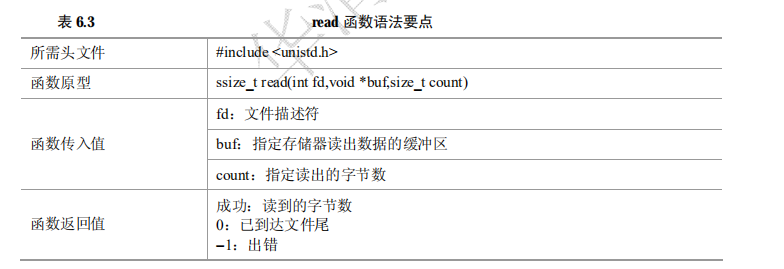 表 6.3 read 函数语法要点
所需头文件 #include <unistd.h>
函数原型 ssize_t read(int fd,void *buf,size_t count)
fd：文件描述符
函数传入值 buf：指定存储器读出数据的缓冲区
count：指定读出的字节数
成功：读到的字节数
函数返回值 0：已到达文件尾
−1：出错